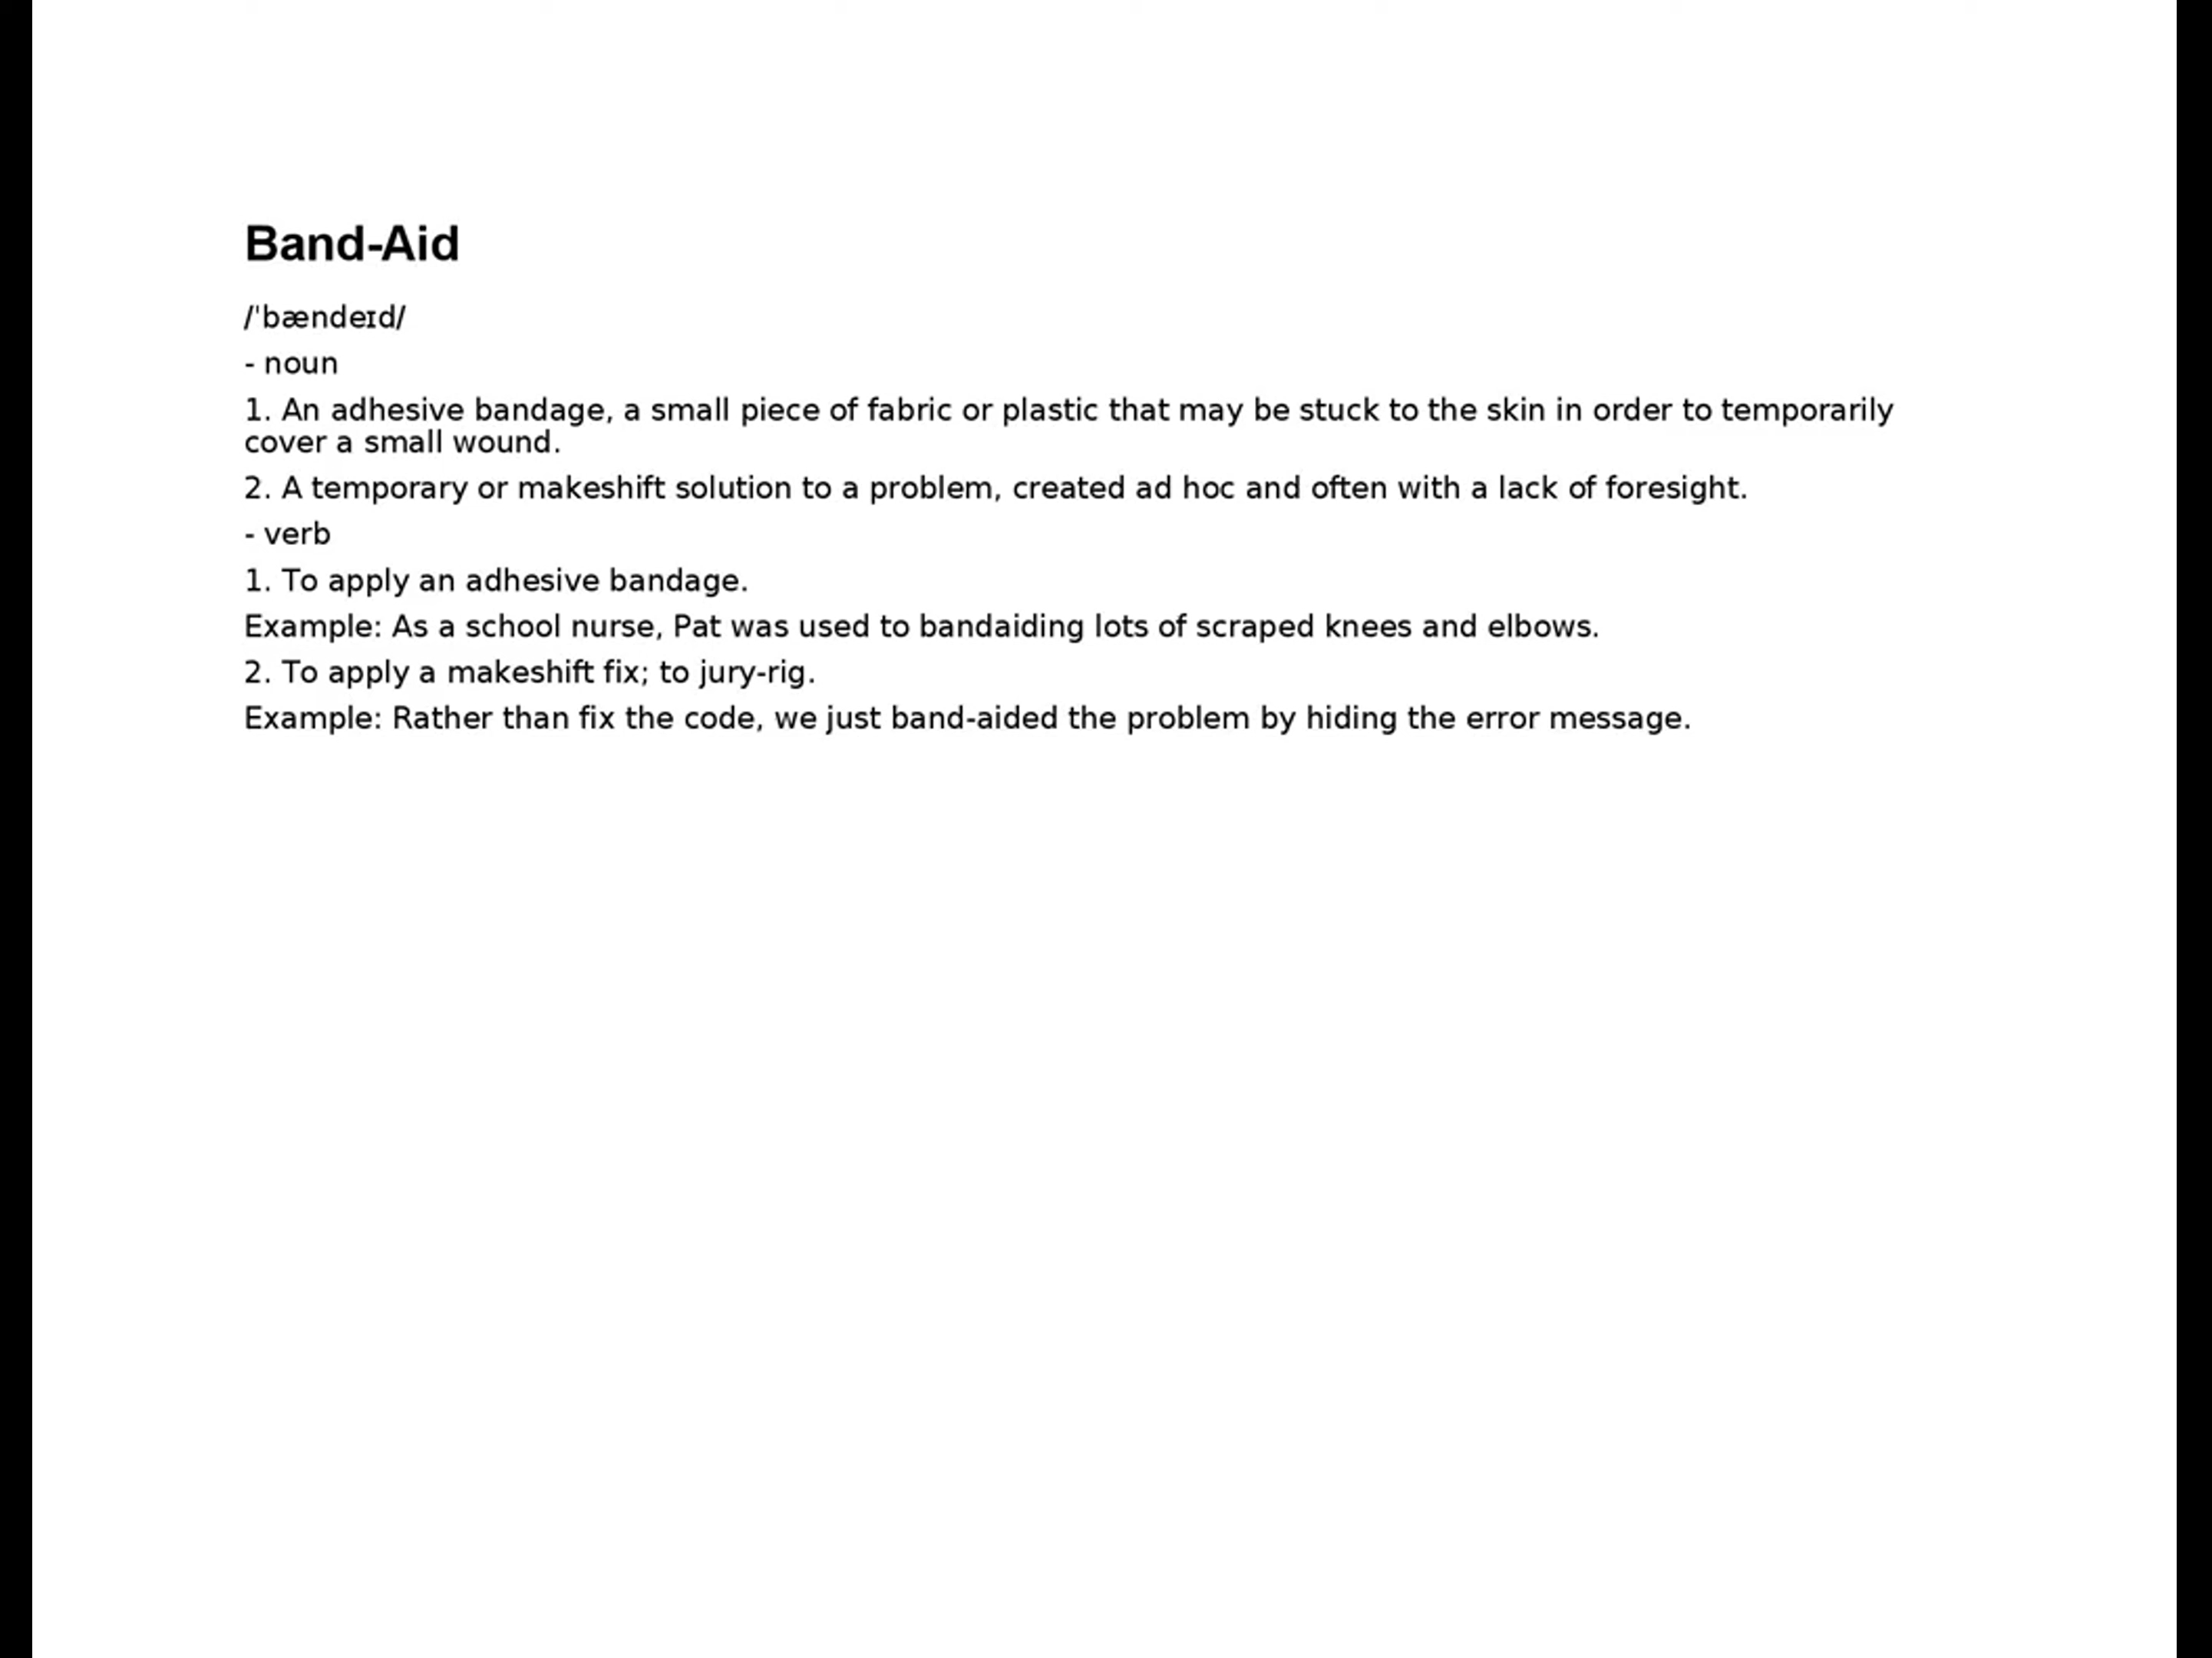 Band-Aid
/ˈbændeɪd/
- noun
1. An adhesive bandage, a small piece of fabric or plastic that may be stuck to the skin in order to temporarily
cover a small wound.
2. A temporary or makeshift solution to a problem, created ad hoc and often with a lack of foresight.
- verb
1. To apply an adhesive bandage.
Example: As a school nurse, Pat was used to bandaiding lots of scraped knees and elbows.
2. To apply a makeshift fix; to jury-rig.
Example: Rather than fix the code, we just band-aided the problem by hiding the error message.